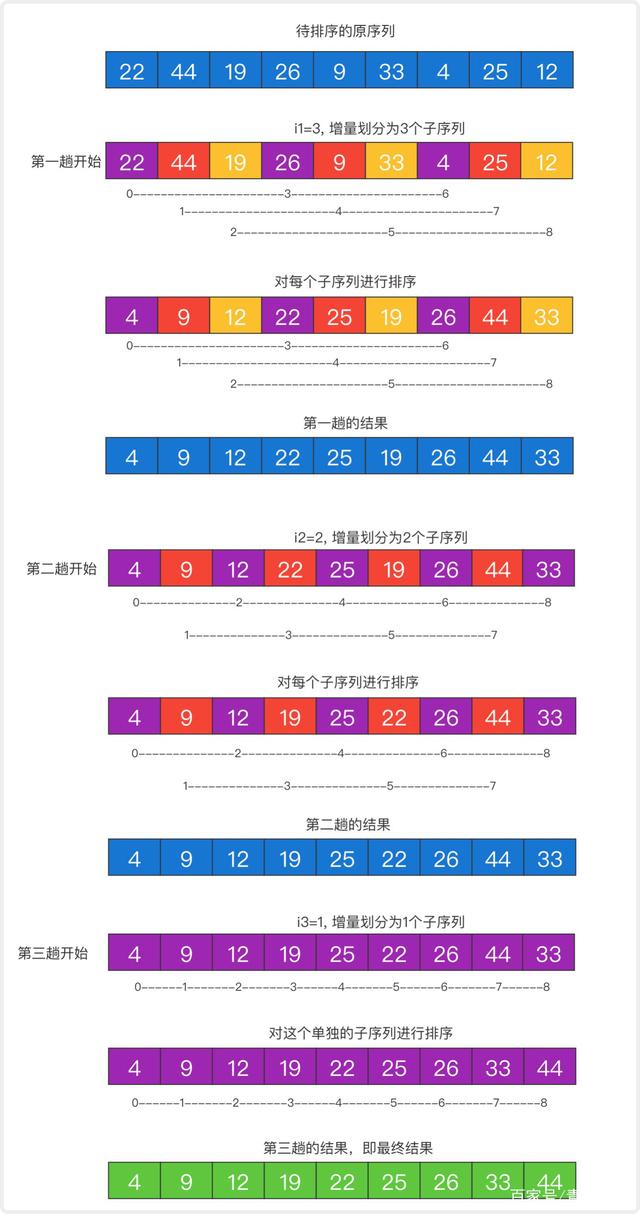 待排序的原序列
22 44 19 26 9 33 4 25 12
i1=3, 增量划分为3个子序列
第一趟开始 22 44 19 26 9 33 4 25 12
0 3 6
1 4 7
2 5 8
对每个子序列进行排序
4 9 12 22 25 19 26 44 33
0 3 6
1 4 7
2 5 8
第一趟的结果
4 9 12 22 25 19 26 44 33
i2=2, 增量划分为2个子序列
第二趟开始 4 9 12 22 25 19 26 44 33
0 2 4 6 8
1 3 5 7
对每个子序列进行排序
4 9 12 19 25 22 26 44 33
0 2 4 6 8
1 3 5 7
第二趟的结果
4 9 12 19 25 22 26 44 33
i3=1, 增量划分为1个子序列
第三趟开始 4 9 12 19 25 22 26 44 33
0 1 2 3 4 5 6 7 8
对这个单独的子序列进行排序
4 9 12 19 22 25 26 33 44
0 1 2 3 4 5 6 7 8
第三趟的结果，即最终结果
4 9 12 19 22 25 26 33 44
百家号/青